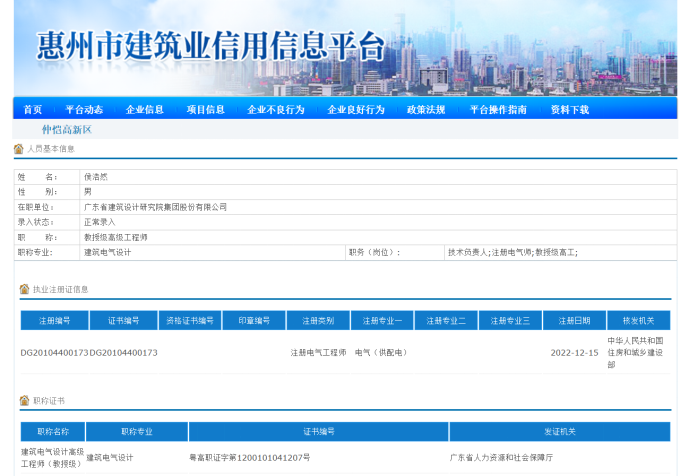 惠州市建筑业信用信息平台
首页 平台动态 企业信息 项目信息 企业不良行为 企业良好行为 政策法规 平台操作指南 资料下载
仲恺高新区
人员基本信息
姓 名： 侯浩然
性 别： 男
在职单位： 广东省建筑设计研究院集团股份有限公司
录入状态： 正常录入
职 称： 教授级高级工程师
职称专业： 建筑电气设计 职务（岗位）： 技术负责人;注册电气师;教授级高工;
执业注册证信息
注册编号 证书编号 资格证书编号 印章编号 注册类别 注册专业一 注册专业二 注册专业三 注册日期 核发机关
DG20104400173 DG20104400173 注册电气工程师 电气（供配电） 2022-12-15 中华人民共和国
住房和城乡建设
部
职称证书
职称名称 职称专业 证书编号 发证机关
建筑电气设计高级
工程师（教授级） 建筑电气设计 粤高职证字第1200101041207号 广东省人力资源和社会保障厅